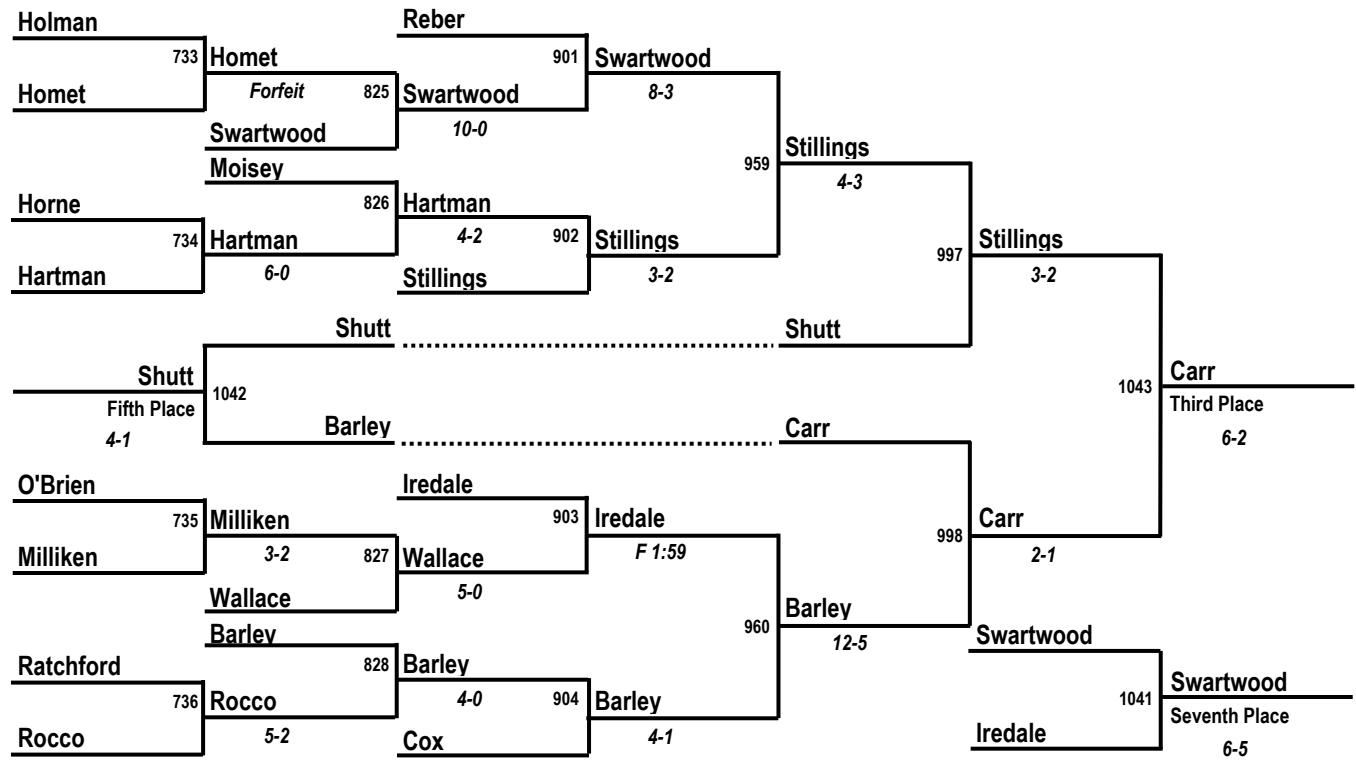 Holman
Reber
733 Homet
901 Swartwood
Homet
Forfeit
825 Swartwood
8-3
Swartwood
10-0
Moisey
959 Stillings
4-3
Horne
826 Hartman
734 Hartman
4-2
902 Stillings
997 Stillings
Hartman
6-0
Stillings
3-2
3-2
Shutt
Shutt
Shutt
1042
1043 Carr
Fifth Place
Third Place
4-1
Barley
Carr
6-2
O'Brien
Iredale
735 Milliken
903 Iredale
998 Carr
Milliken
3-2
827 Wallace
F 1:59
2-1
Wallace
5-0
960 Barley
12-5
Barley
Swartwood
Ratchford
828 Barley
736 Rocco
4-0
904 Barley
1041 Swartwood
Seventh Place
Rocco
5-2
Cox
4-1
Iredale
6-5